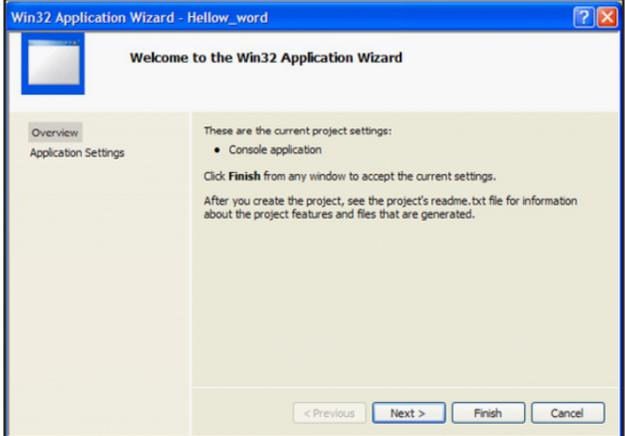 Win32 Application Wizard - Hellow_word
Welcome to the Win32 Application Wizard
Overview
Application Settings
These are the current project settings:
• Console application
Click Finish from any window to accept the current settings.
After you create the project, see the project's readme.txt file for information
about the project features and files that are generated.
< Previous
Next >
Finish
Cancel